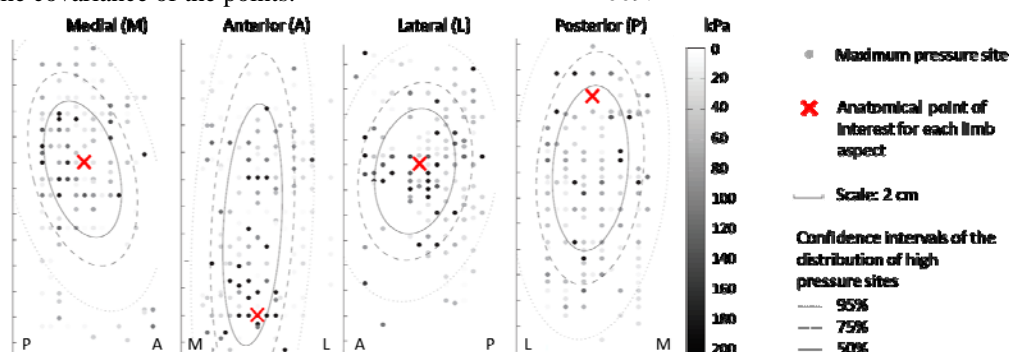 the covariance of the points.
Medial (M) Anterior (A) Lateral (L) Posterior (P) kPa
0
20
40
60
80
100
120
140
160
180
200
P A M L A P L M
Maximum pressure site
Anatomical point of
interest for each limb
aspect
Scale: 2 cm
Confidence intervals of the
distribution of high
pressure sites
95%
75%
50%